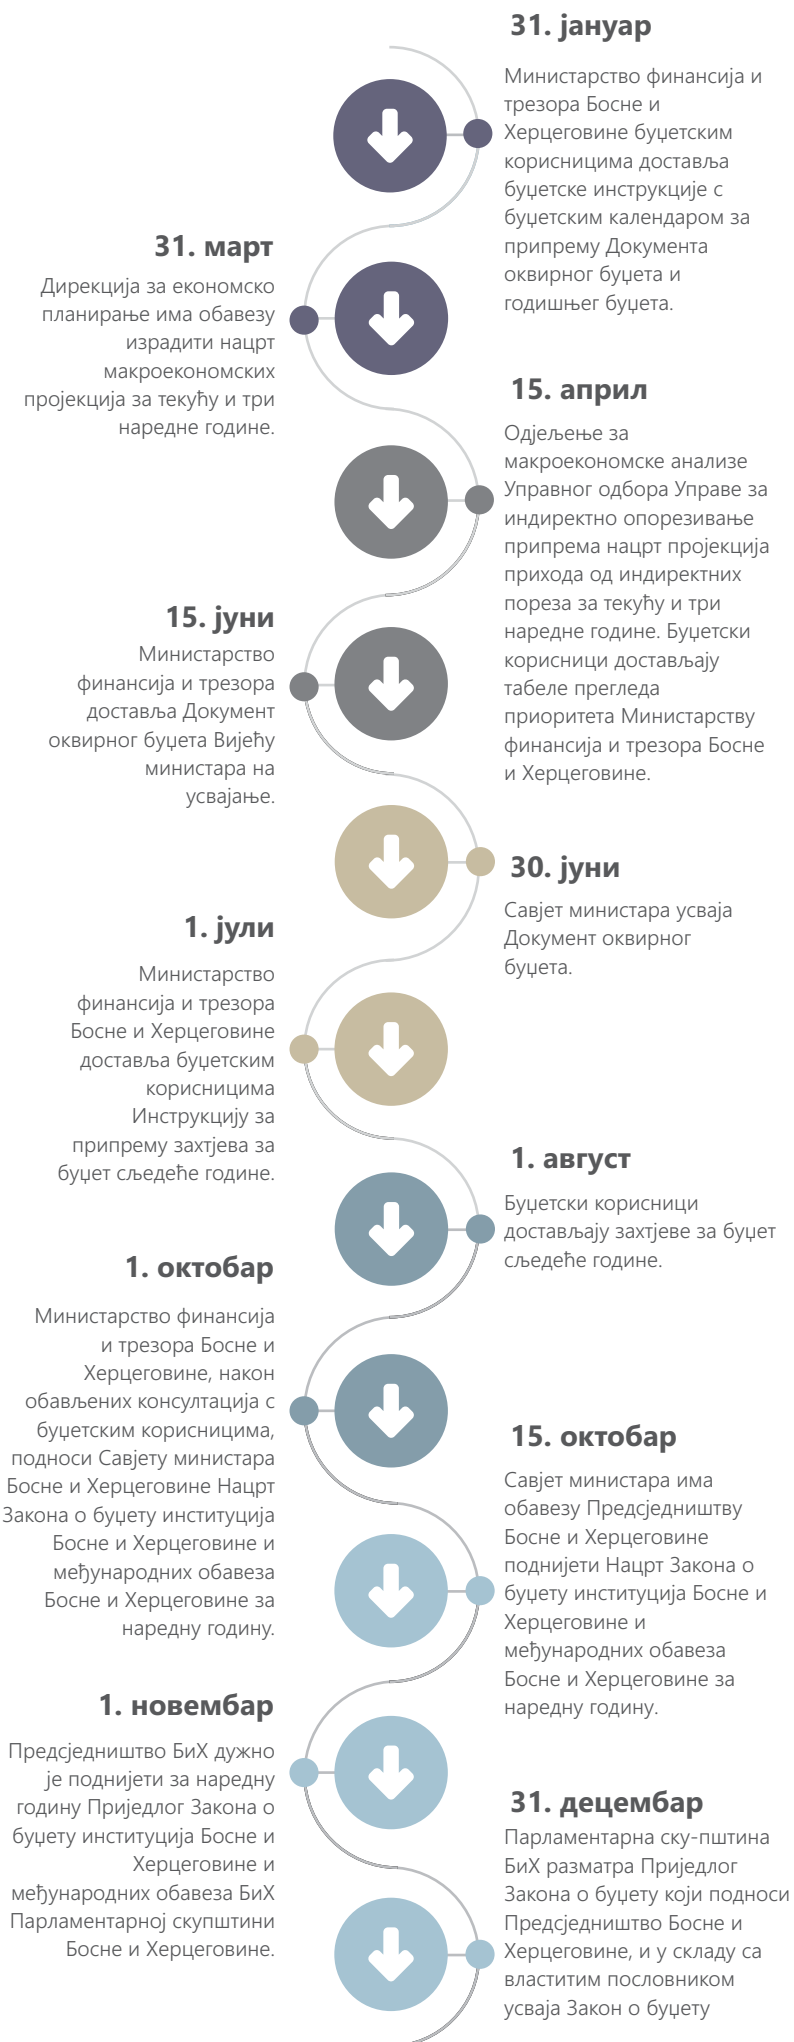 31. јануар
Министарство финансија и
трезора Босне и
Херцеговине буџетским
корисницима доставља
буџетске инструкције с
буџетским календаром за
припрему Документа
оквирног буџета и
годишњег буџета.
31. март
Дирекција за економско
планирање има обавезу
израдити нацрт
макроекономских
пројекција за текућу и три
наредне године.
15. април
Одјељење за
макроекономске анализе
Управног одбора Управе за
индиректно опорезивање
припрема нацрт пројекција
прихода од индиректних
пореза за текућу и три
наредне године. Буџетски
корисници достављају
табеле прегледа
приоритета Министарству
финансија и трезора Босне
и Херцеговине.
15. јуни
Министарство
финансија и трезора
доставља Документ
оквирног буџета Вијећу
министара на
усвајање.
30. јуни
Савјет министара усваја
Документ оквирног
буџета.
1. јули
Министарство
финансија и трезора
Босне и Херцеговине
доставља буџетским
корисницима
Инструкцију за
припрему захтјева за
буџет сљедеће године.
1. август
Буџетски корисници
достављају захтјеве за буџет
сљедеће године.
1. октобар
Министарство финансија
и трезора Босне и
Херцеговине, након
обављених консултација с
буџетским корисницима,
подноси Савјету министара
Босне и Херцеговине Нацрт
Закона о буџету институција
Босне и Херцеговине и
међународних обавеза
Босне и Херцеговине за
наредну годину.
15. октобар
Савјет министара има
обавезу Предсједништву
Босне и Херцеговине
поднијети Нацрт Закона о
буџету институција Босне и
Херцеговине и
међународних обавеза
Босне и Херцеговине за
наредну годину.
1. новембар
Предсједништво БиХ дужно
је поднијети за наредну
годину Приједлог Закона о
буџету институција Босне и
Херцеговине и
међународних обавеза БиХ
Парламентарној скупштини
Босне и Херцеговине.
31. децембар
Парламентарна ску-пштина
БиХ разматра Приједлог
Закона о буџету који подноси
Предсједништво Босне и
Херцеговине, и у складу са
властитим пословником
усваја Закон о буџету